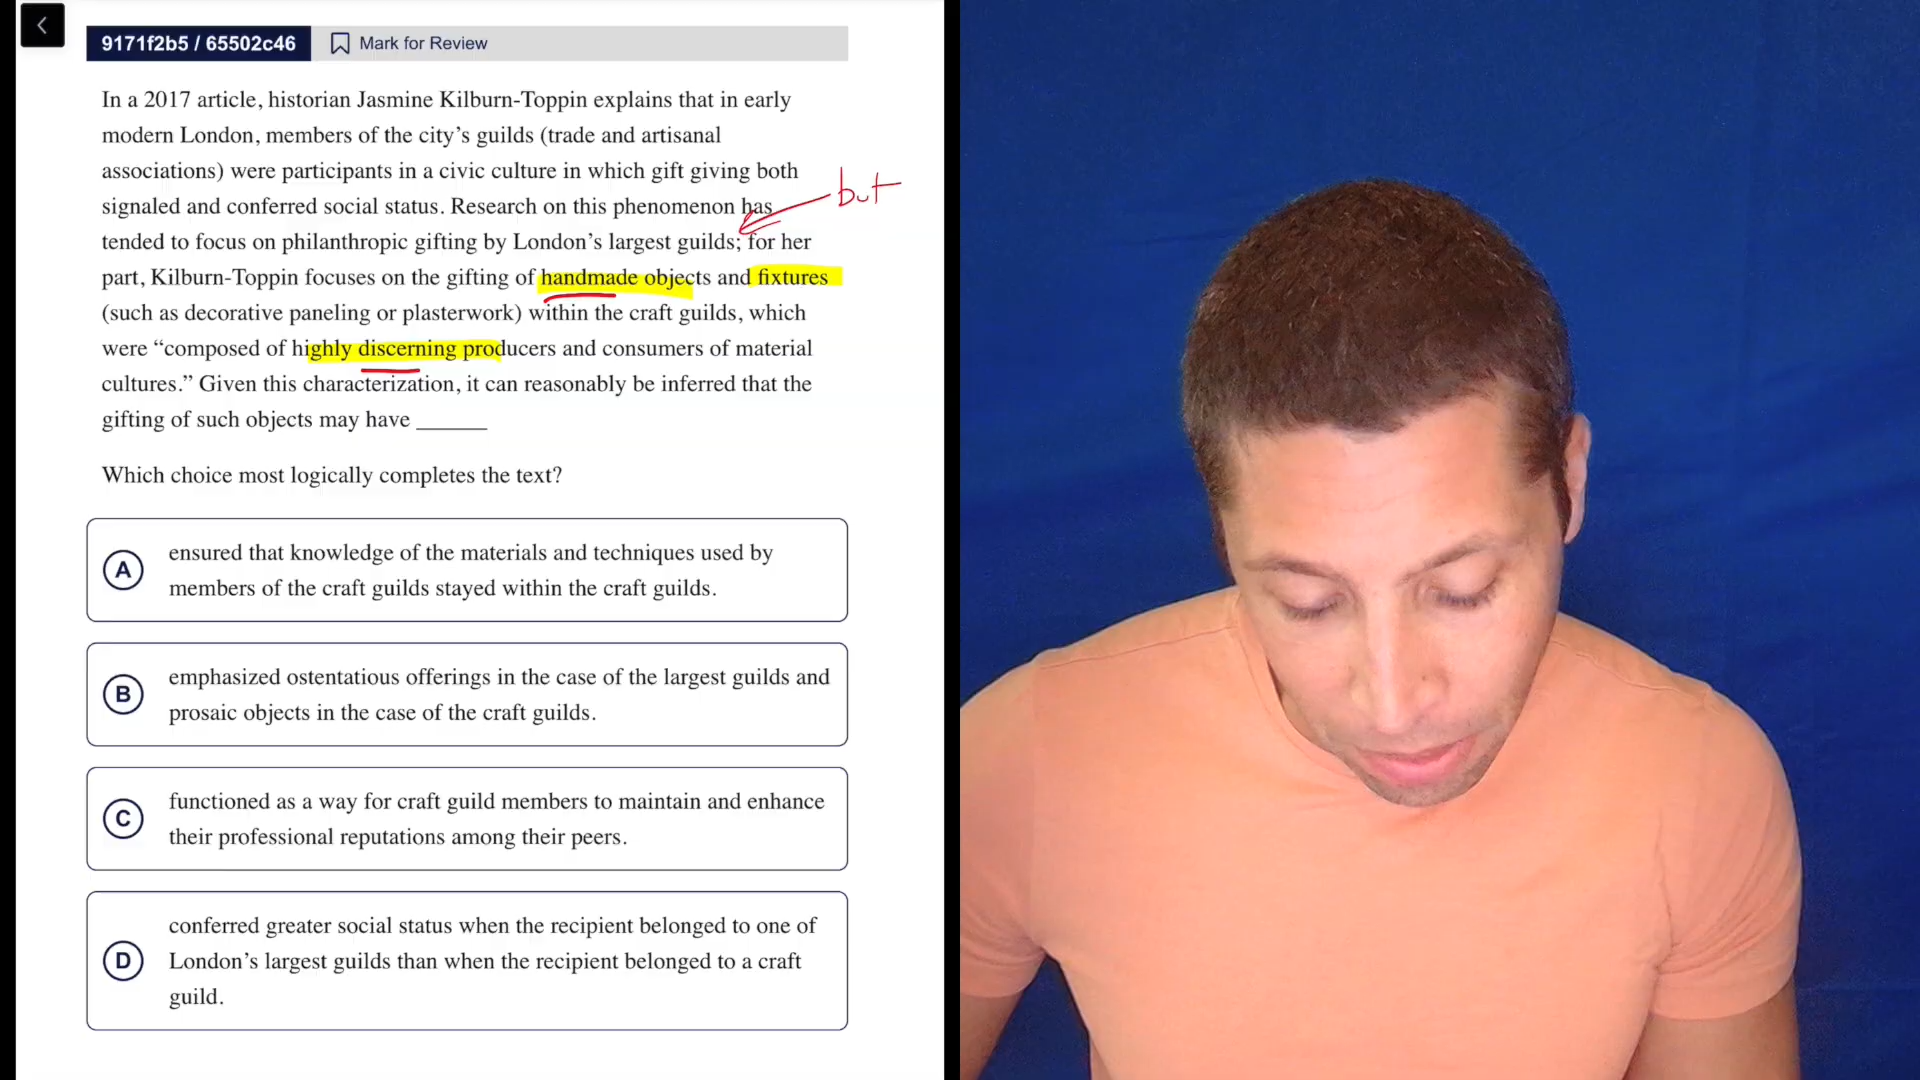 9171f2b5 / 65502c46 Mark for Review
In a 2017 article, historian Jasmine Kilburn-Toppin explains that in early
modern London, members of the city's guilds (trade and artisanal
associations) were participants in a civic culture in which gift giving both
but
signaled and conferred social status. Research on this phenomenon has
tended to focus on philanthropic gifting by London's largest guilds; for her
part, Kilburn-Toppin focuses on the gifting of handmade objects and fixtures
(such as decorative paneling or plasterwork) within the craft guilds, which
were “composed of highly discerning producers and consumers of material
cultures.” Given this characterization, it can reasonably be inferred that the
gifting of such objects may have ______
Which choice most logically completes the text?
A
ensured that knowledge of the materials and techniques used by
members of the craft guilds stayed within the craft guilds.
B
emphasized ostentatious offerings in the case of the largest guilds and
prosaic objects in the case of the craft guilds.
C
functioned as a way for craft guild members to maintain and enhance
their professional reputations among their peers.
D
conferred greater social status when the recipient belonged to one of
London's largest guilds than when the recipient belonged to a craft
guild.